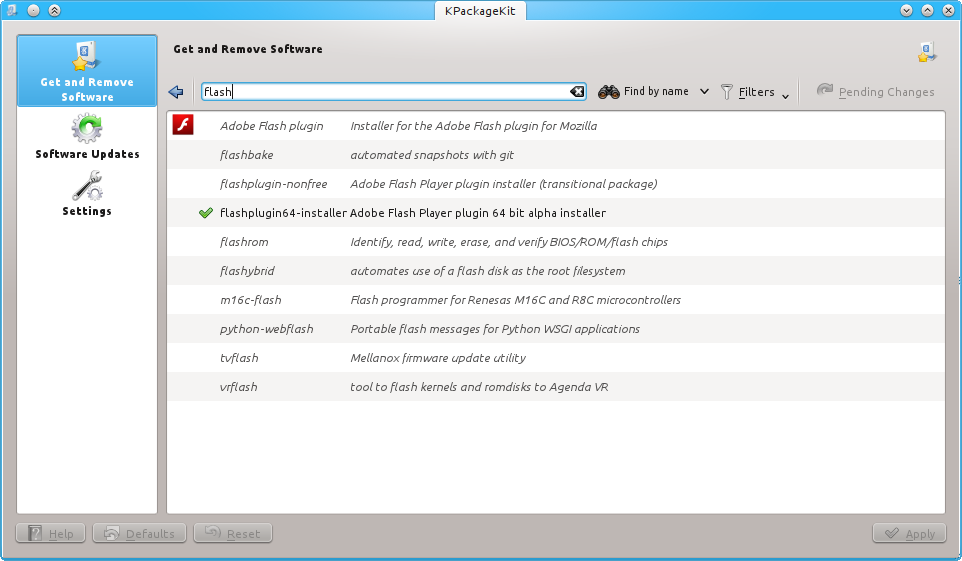 KPackageKit
Get and Remove Software
Get and Remove
Software
Software Updates
Settings
flash
Find by name
Filters
Pending Changes
Adobe Flash plugin Installer for the Adobe Flash plugin for Mozilla
flashbake automated snapshots with git
flashplugin-nonfree Adobe Flash Player plugin installer (transitional package)
flashplugin64-installer Adobe Flash Player plugin 64 bit alpha installer
flashrom Identify, read, write, erase, and verify BIOS/ROM/flash chips
flashybrid automates use of a flash disk as the root filesystem
m16c-flash Flash programmer for Renesas M16C and R8C microcontrollers
python-webflash Portable flash messages for Python WSGI applications
tvflash Mellanox firmware update utility
vrflash tool to flash kernels and romdisks to Agenda VR
Help Defaults Reset Apply